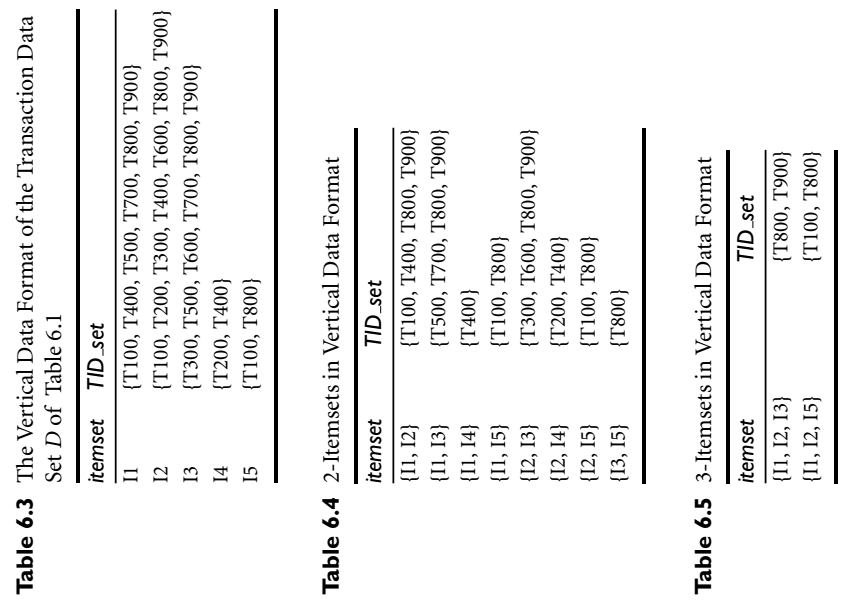 Table 6.3 The Vertical Data Format of the Transaction Data
Set D of Table 6.1
itemset TID_set
I1 {T100, T400, T500, T700, T800, T900}
I2 {T100, T200, T300, T400, T600, T800, T900}
I3 {T300, T500, T600, T700, T800, T900}
I4 {T200, T400}
I5 {T100, T800}
Table 6.4 2-Itemsets in Vertical Data Format
itemset TID_set
{I1, I2} {T100, T400, T800, T900}
{I1, I3} {T500, T700, T800, T900}
{I1, I4} {T400}
{I1, I5} {T100, T800}
{I2, I3} {T300, T600, T800, T900}
{I2, I4} {T200, T400}
{I2, I5} {T100, T800}
{I3, I5} {T800}
Table 6.5 3-Itemsets in Vertical Data Format
itemset TID_set
{I1, I2, I3} {T800, T900}
{I1, I2, I5} {T100, T800}